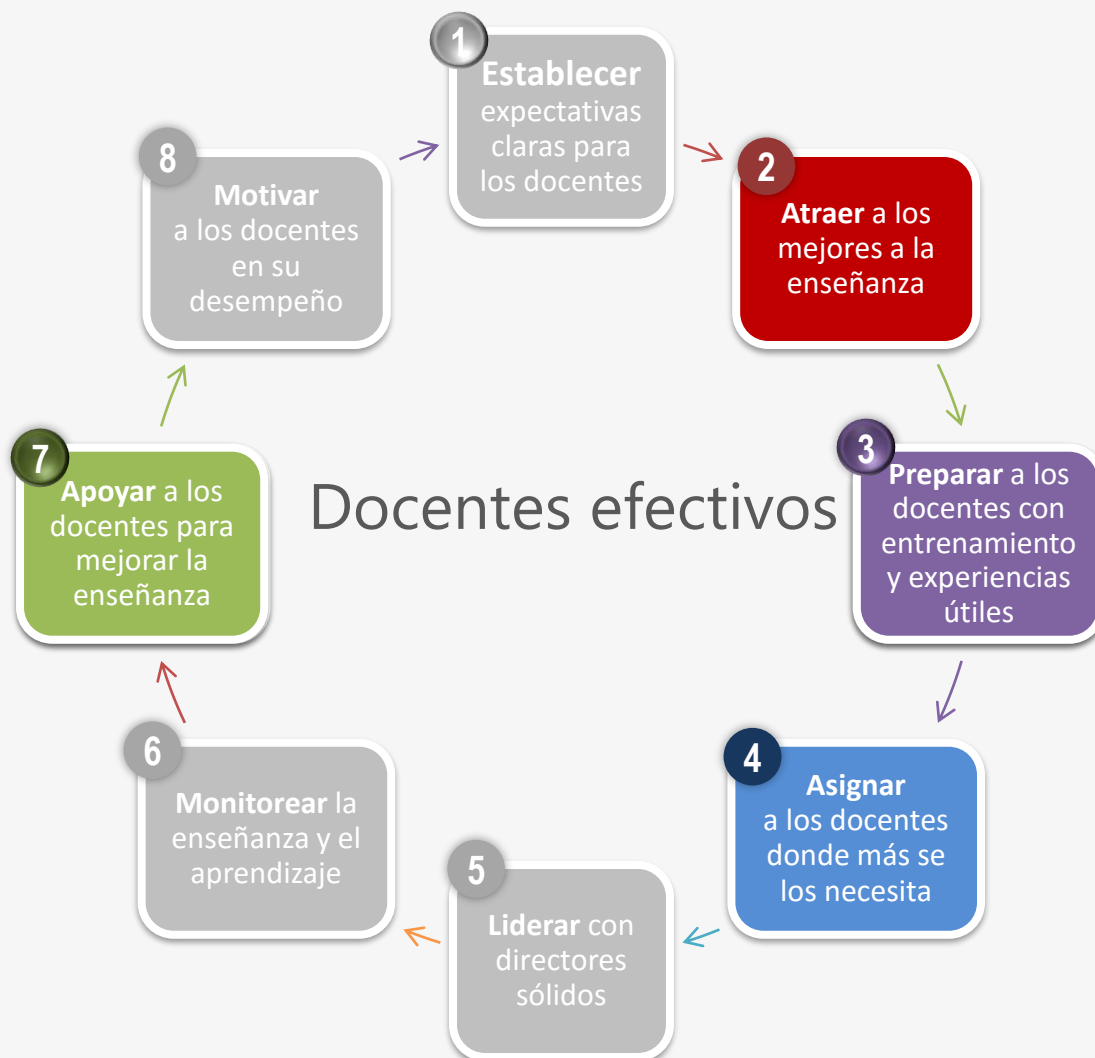 1
Establecer
expectativas
claras para
los docentes
2
Atraer a los
mejores a la
enseñanza
3
Preparar a los
docentes con
entrenamiento
y experiencias
útiles
4
Asignar
a los docentes
donde más se
los necesita
5
Liderar con
directores
sólidos
6
Monitorear la
enseñanza y el
aprendizaje
7
Apoyar a los
docentes para
mejorar la
enseñanza
8
Motivar
a los docentes
en su
desempeño
Docentes efectivos